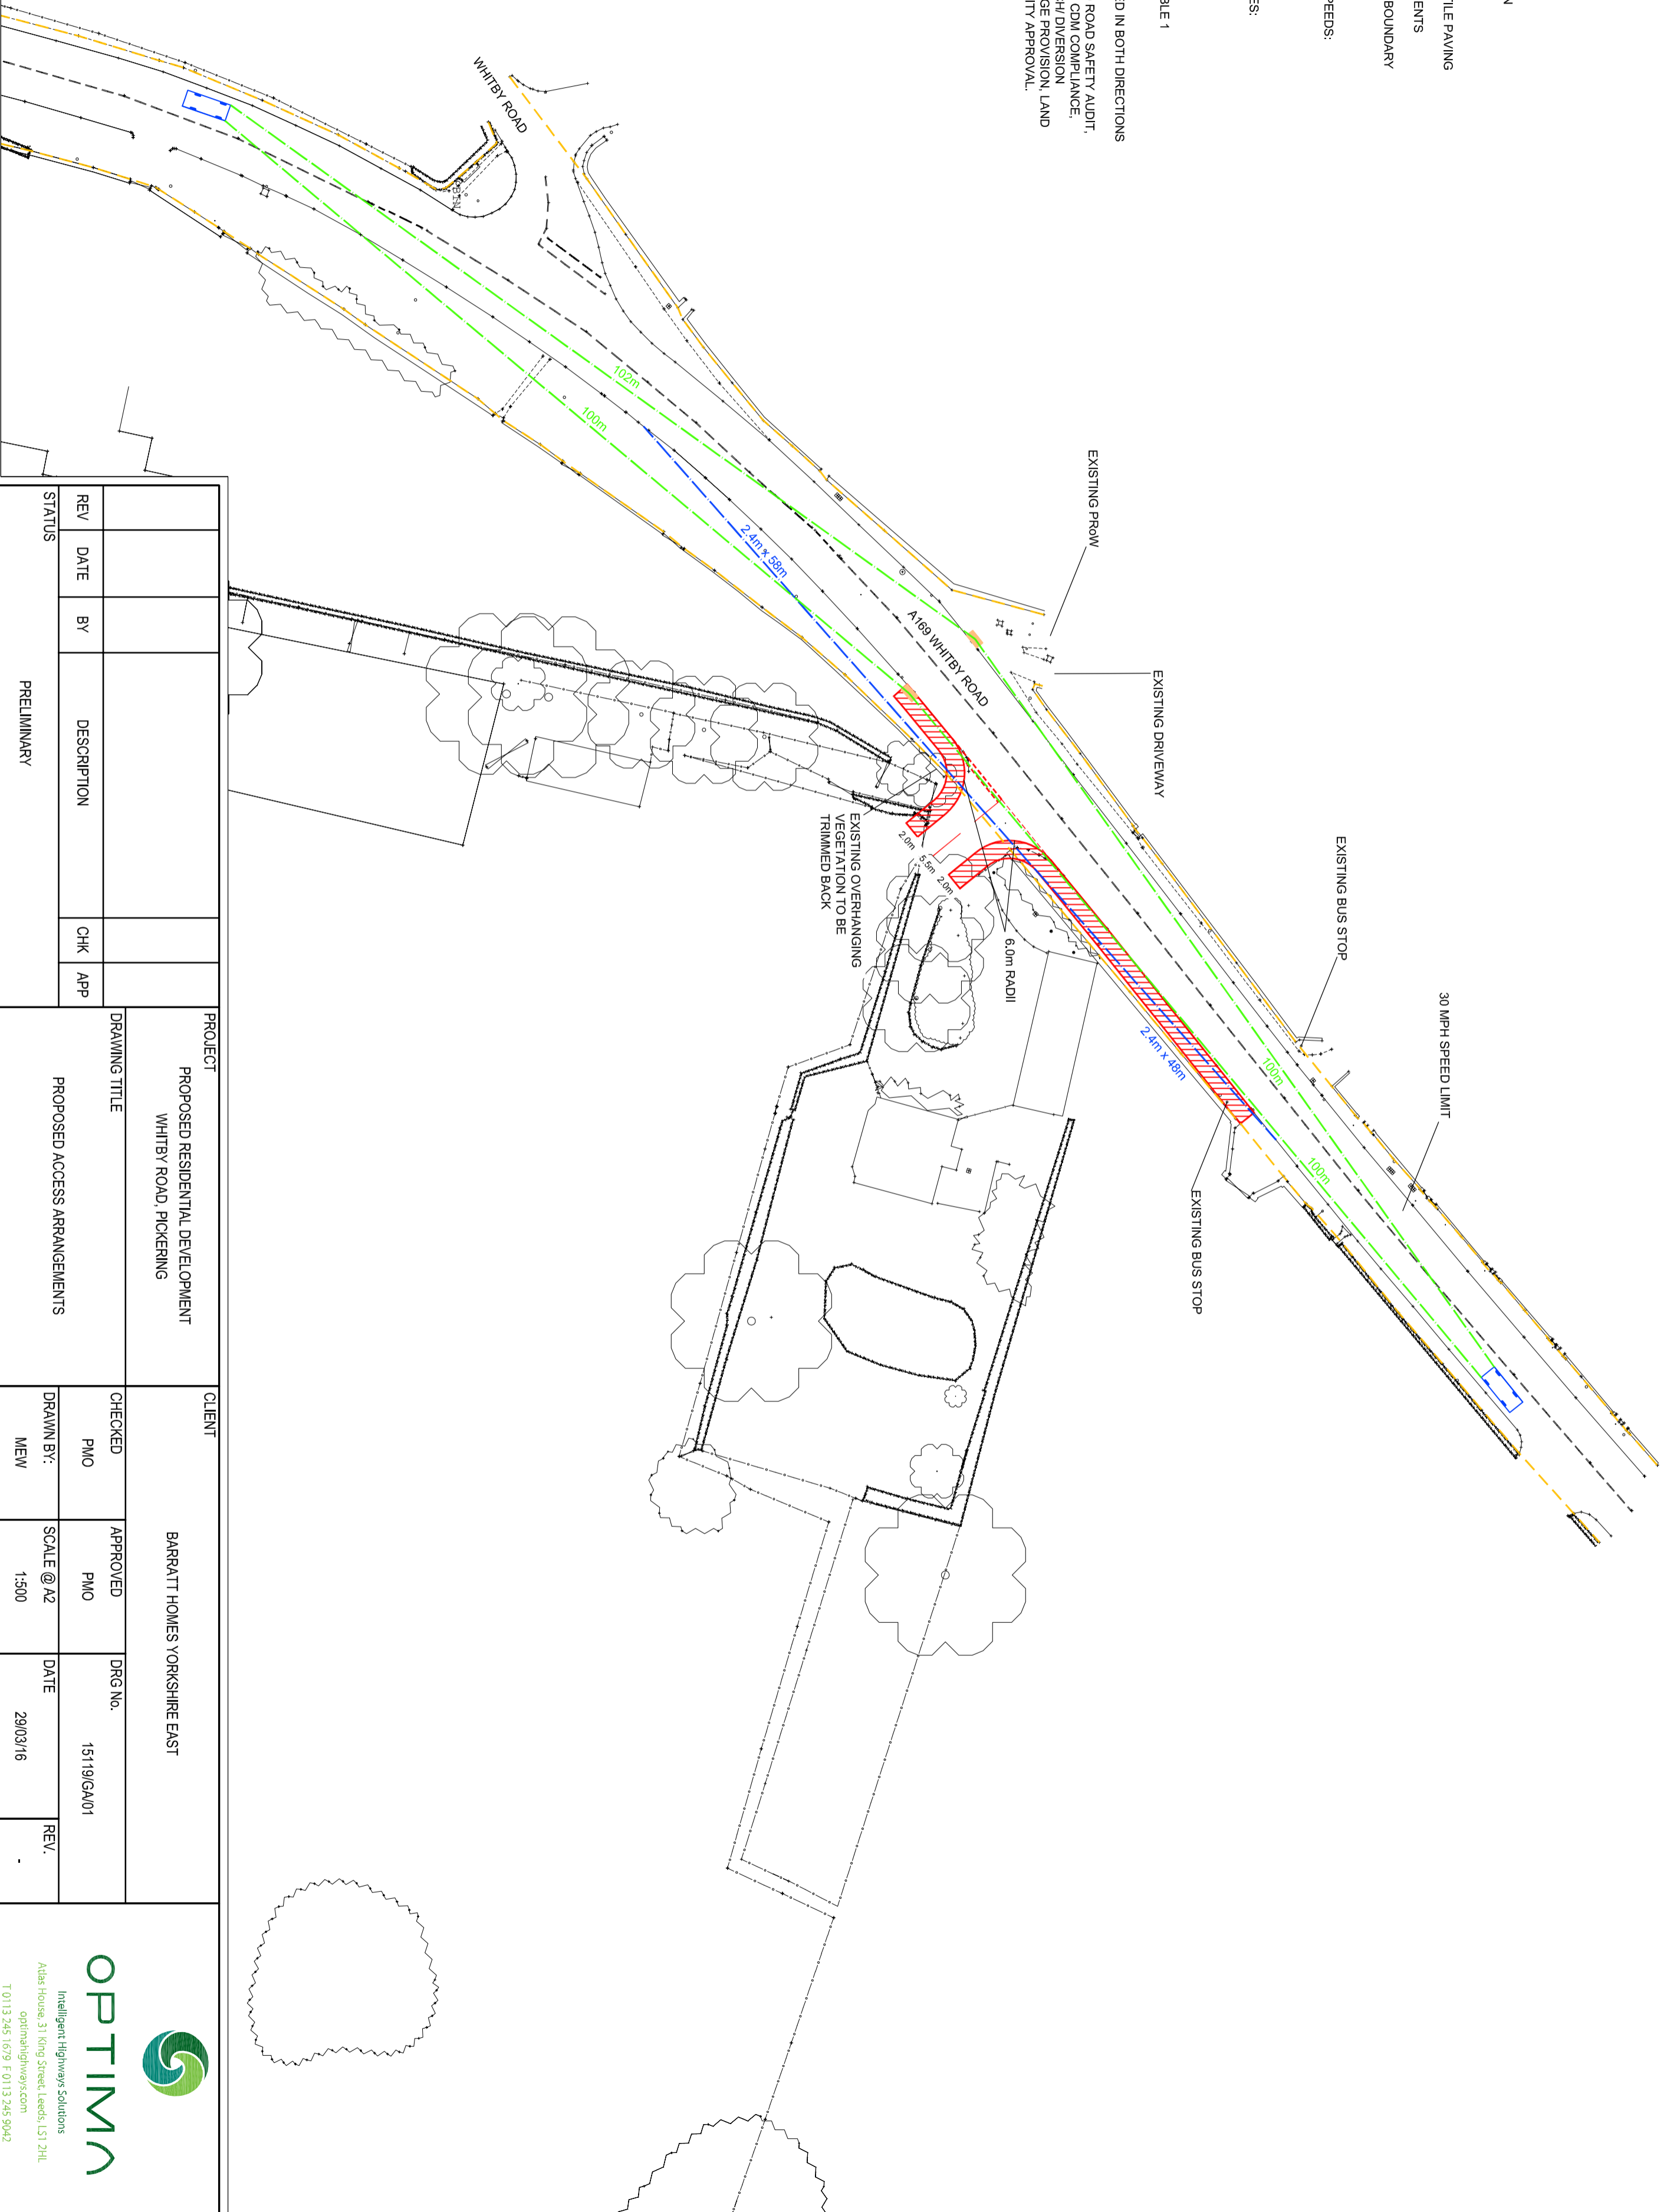 N
TILE PAVING
ENTS
BOUNDARY
PEEDS:
ES:
BLE 1
ED IN BOTH DIRECTIONS
ROAD SAFETY AUDIT,
CDM COMPLIANCE,
CH/ DIVERSION
GE PROVISION, LAND
ITY APPROVAL.
WHITBY ROAD
BIN
102m
100m
2.4m x 58m
A169 WHITBY ROAD
EXISTING PRoW
EXISTING DRIVEWAY
EXISTING BUS STOP
30 MPH SPEED LIMIT
100m
100m
2.4m x 48m
EXISTING BUS STOP
6.0m RADII
2.0m
5.5m
2.0m
EXISTING OVERHANGING
VEGETATION TO BE
TRIMMED BACK
REV DATE BY DESCRIPTION CHK APP
STATUS
PRELIMINARY
PROJECT
PROPOSED RESIDENTIAL DEVELOPMENT
WHITBY ROAD, PICKERING
DRAWING TITLE
PROPOSED ACCESS ARRANGEMENTS
CLIENT
BARRATT HOMES YORKSHIRE EAST
CHECKED
PMO
APPROVED
PMO
DRG No.
15119/GA/01
DRAWN BY:
MEW
SCALE @ A2
1:500
DATE
29/03/16
REV.
-
OPTIMA
Intelligent Highways Solutions
Atlas House, 31 King Street, Leeds, LS1 2HL
optimahighways.com
T 0113 245 1679 F 0113 245 9042